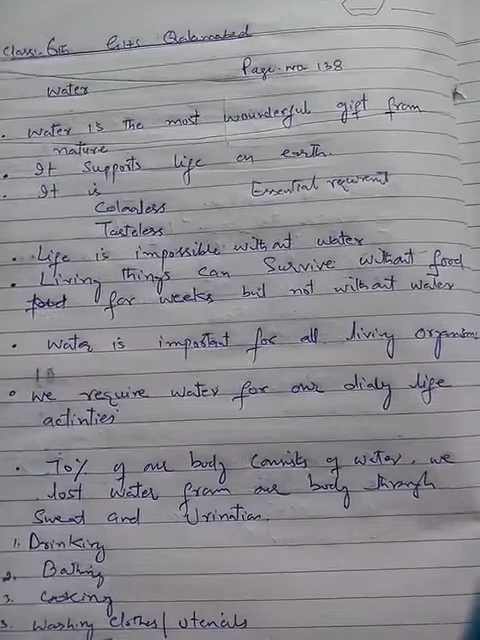 Class: 6th GHS Qalamabad
Page no 138
Water
• Water is the most wounderful gift from
nature
• It supports life on earth.
• It is Essential requirement
Colourless
Tasteless
• Life is impossible without water
• Living things can survive without food
food for weeks but not without water
• Water is important for all living organisms
• We require water for our dialy life
activities
• 70% of our body consits of water. we
lost water from our body through
Sweat and Urination.
1. Drinking
2. Bathing
3. Cooking
3. Washing clothes / utencils